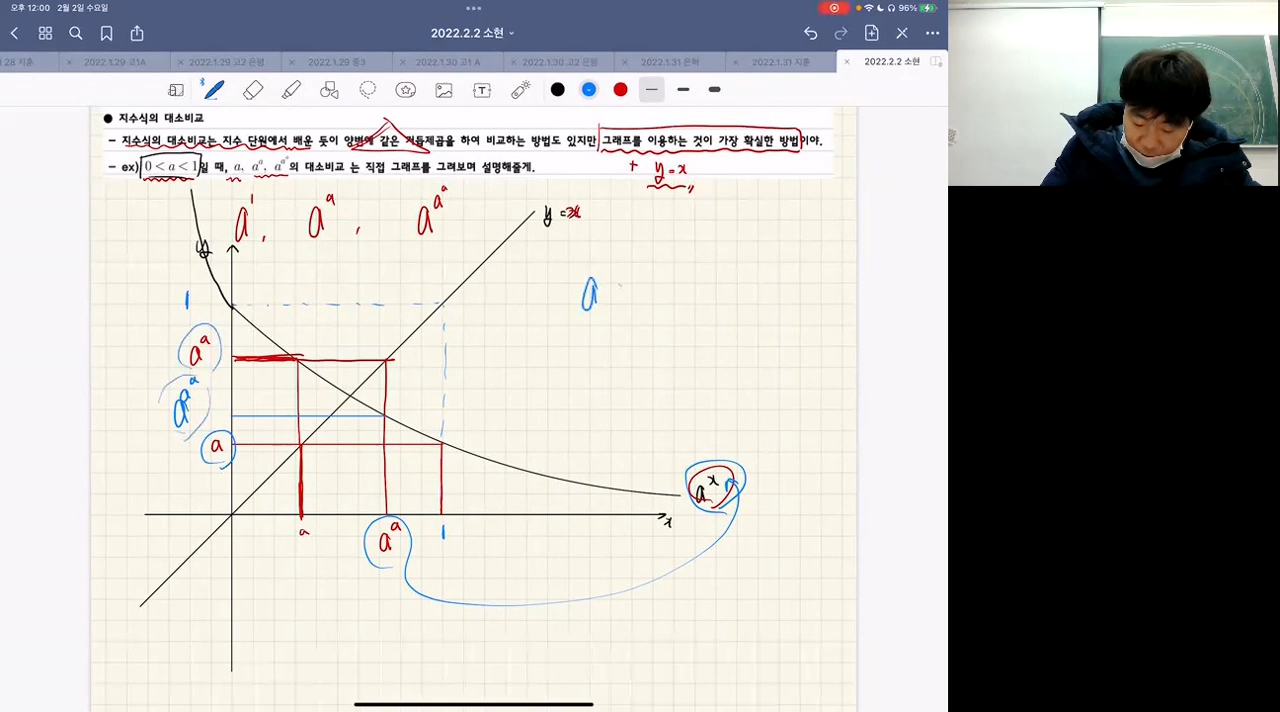 오후 12:00 2월 2일 수요일
96%
2022.2.2 소현
28 지훈
2022.1.29 고1A
2022.1.29 고2 은평
2022.1.29 중3
2022.1.30 고1 A
2022.1.30 고2 은평
2022.1.31 은혁
2022.1.31 지훈
2022.2.2 소현
● 지수식의 대소비교
- 지수식의 대소비교는 지수 단원에서 배운 듯이 양변에 같은 거듭제곱을 하여 비교하는 방법도 있지만 그래프를 이용하는 것이 가장 확실한 방법이야.
- ex) 0 < a < 1일 때, a, a^a, a^{a^a}의 대소비교 는 직접 그래프를 그려보며 설명해줄게.
+ y = x
a^1, a^a, a^{a^a}
y = x
y
1
a
a^a
a^{a^a}
a
a^x
x
a
a^a
1